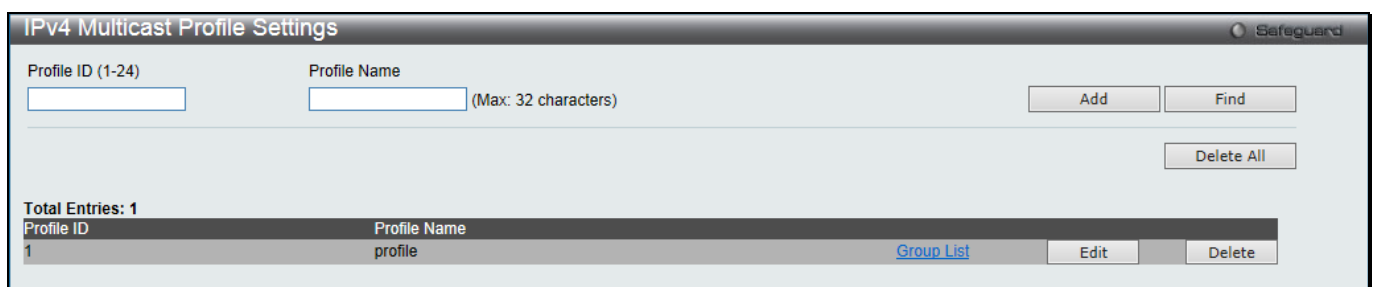 IPv4 Multicast Profile Settings
Safeguard
Profile ID (1-24) Profile Name
(Max: 32 characters) Add Find
Delete All
Total Entries: 1
Profile ID Profile Name
1 profile Group List Edit Delete